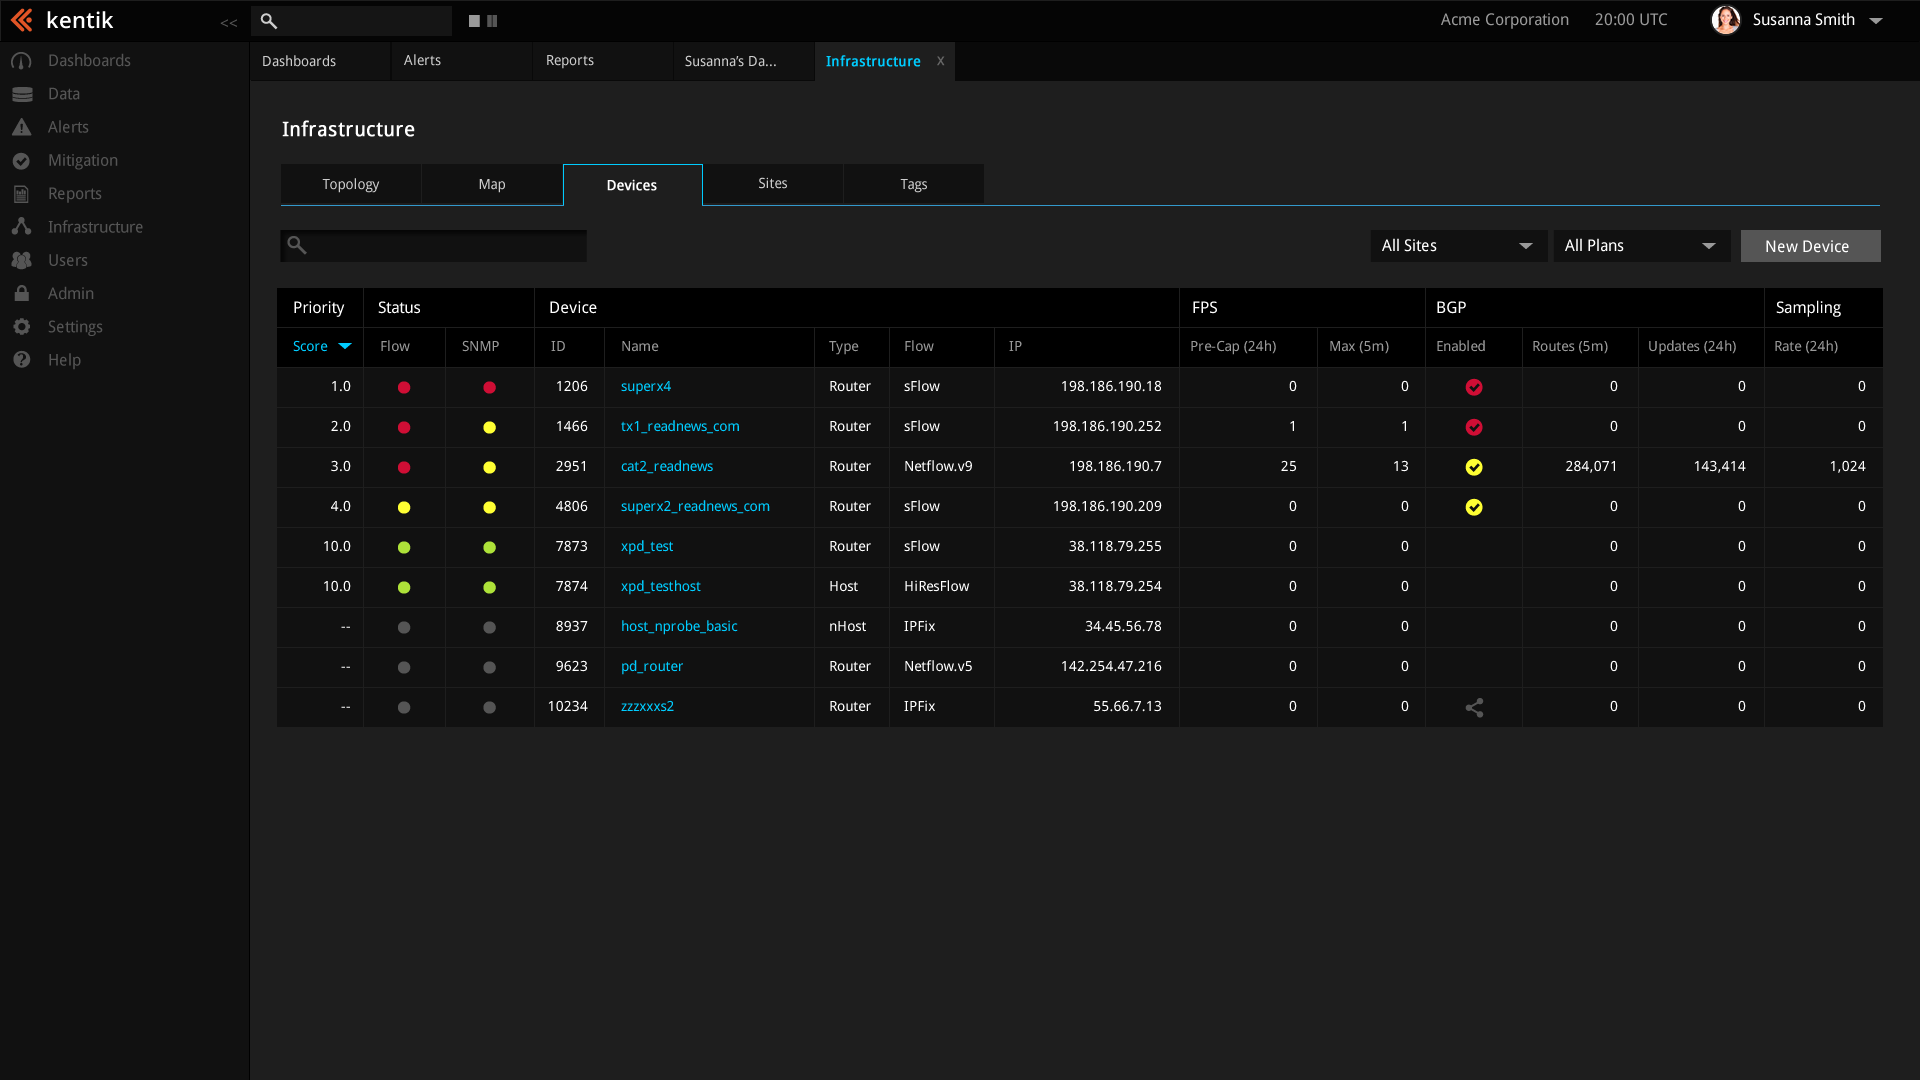 kentik
<<
Acme Corporation 20:00 UTC Susanna Smith
Dashboards
Data
Alerts
Mitigation
Reports
Infrastructure
Users
Admin
Settings
Help
Dashboards Alerts Reports Susanna's Da... Infrastructure X
Infrastructure
Topology Map Devices Sites Tags
All Sites All Plans New Device
Priority Status Device FPS BGP Sampling
Score Flow SNMP ID Name Type Flow IP Pre-Cap (24h) Max (5m) Enabled Routes (5m) Updates (24h) Rate (24h)
1.0 1206 superx4 Router sFlow 198.186.190.18 0 0 0 0 0
2.0 1466 tx1_readnews_com Router sFlow 198.186.190.252 1 1 0 0 0
3.0 2951 cat2_readnews Router Netflow.v9 198.186.190.7 25 13 284,071 143,414 1,024
4.0 4806 superx2_readnews_com Router sFlow 198.186.190.209 0 0 0 0 0
10.0 7873 xpd_test Router sFlow 38.118.79.255 0 0 0 0 0
10.0 7874 xpd_testhost Host HiResFlow 38.118.79.254 0 0 0 0 0
-- 8937 host_nprobe_basic nHost IPFix 34.45.56.78 0 0 0 0 0
-- 9623 pd_router Router Netflow.v5 142.254.47.216 0 0 0 0 0
-- 10234 zzzxxxs2 Router IPFix 55.66.7.13 0 0 0 0 0